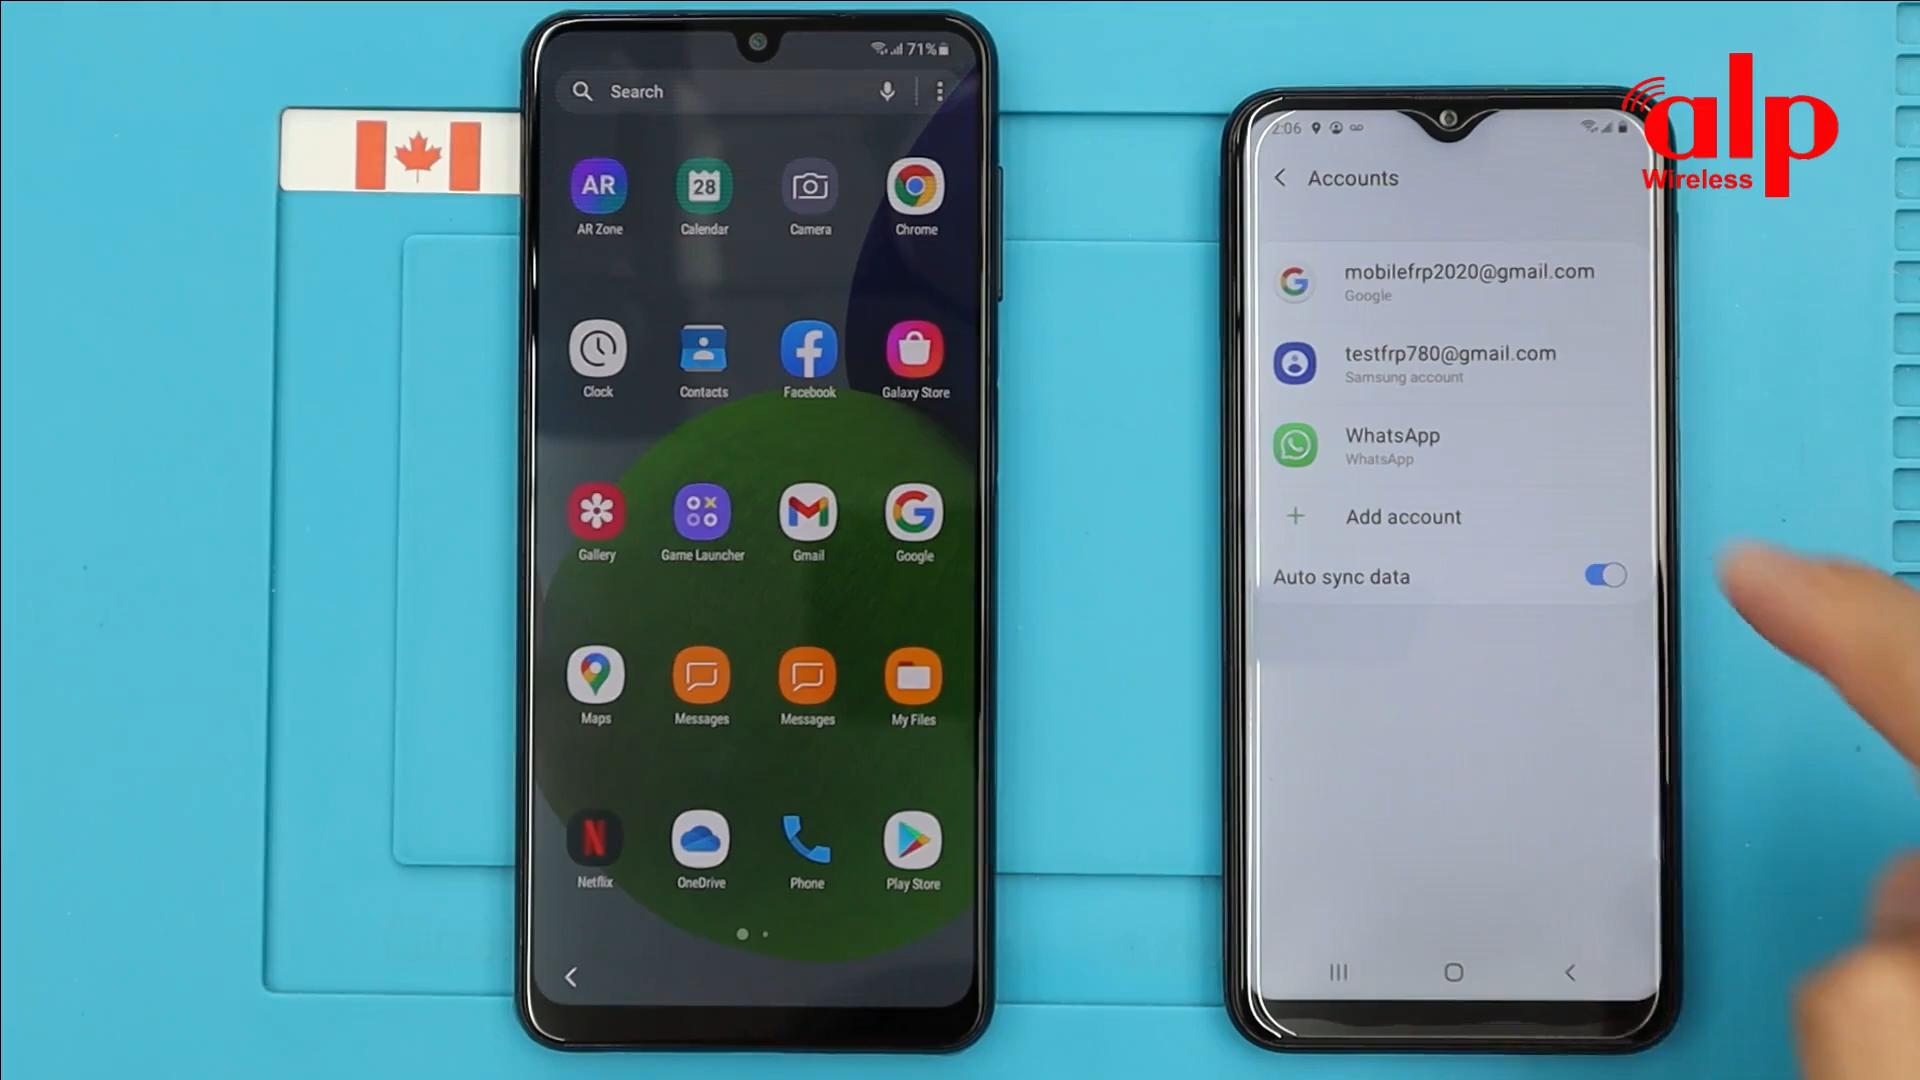 71%
Search
AR
AR Zone
28
Calendar
Camera
Chrome
Clock
Contacts
Facebook
Galaxy Store
Gallery
Game Launcher
Gmail
Google
Maps
Messages
Messages
My Files
Netflix
OneDrive
Phone
Play Store
2:06
Accounts
mobilefrp2020@gmail.com
Google
testfrp780@gmail.com
Samsung account
WhatsApp
WhatsApp
Add account
Auto sync data
alp
Wireless